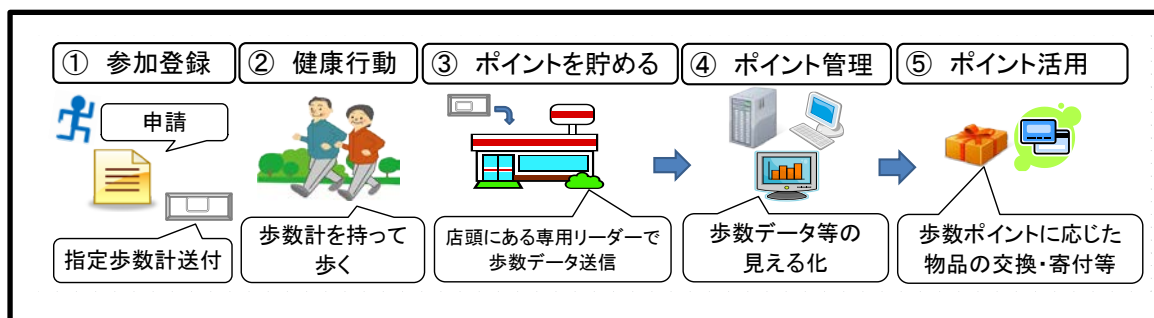 ① 参加登録
② 健康行動
③ ポイントを貯める
④ ポイント管理
⑤ ポイント活用
申請
指定歩数計送付
歩数計を持って
歩く
店頭にある専用リーダーで
歩数データ送信
歩数データ等の
見える化
歩数ポイントに応じた
物品の交換・寄付等